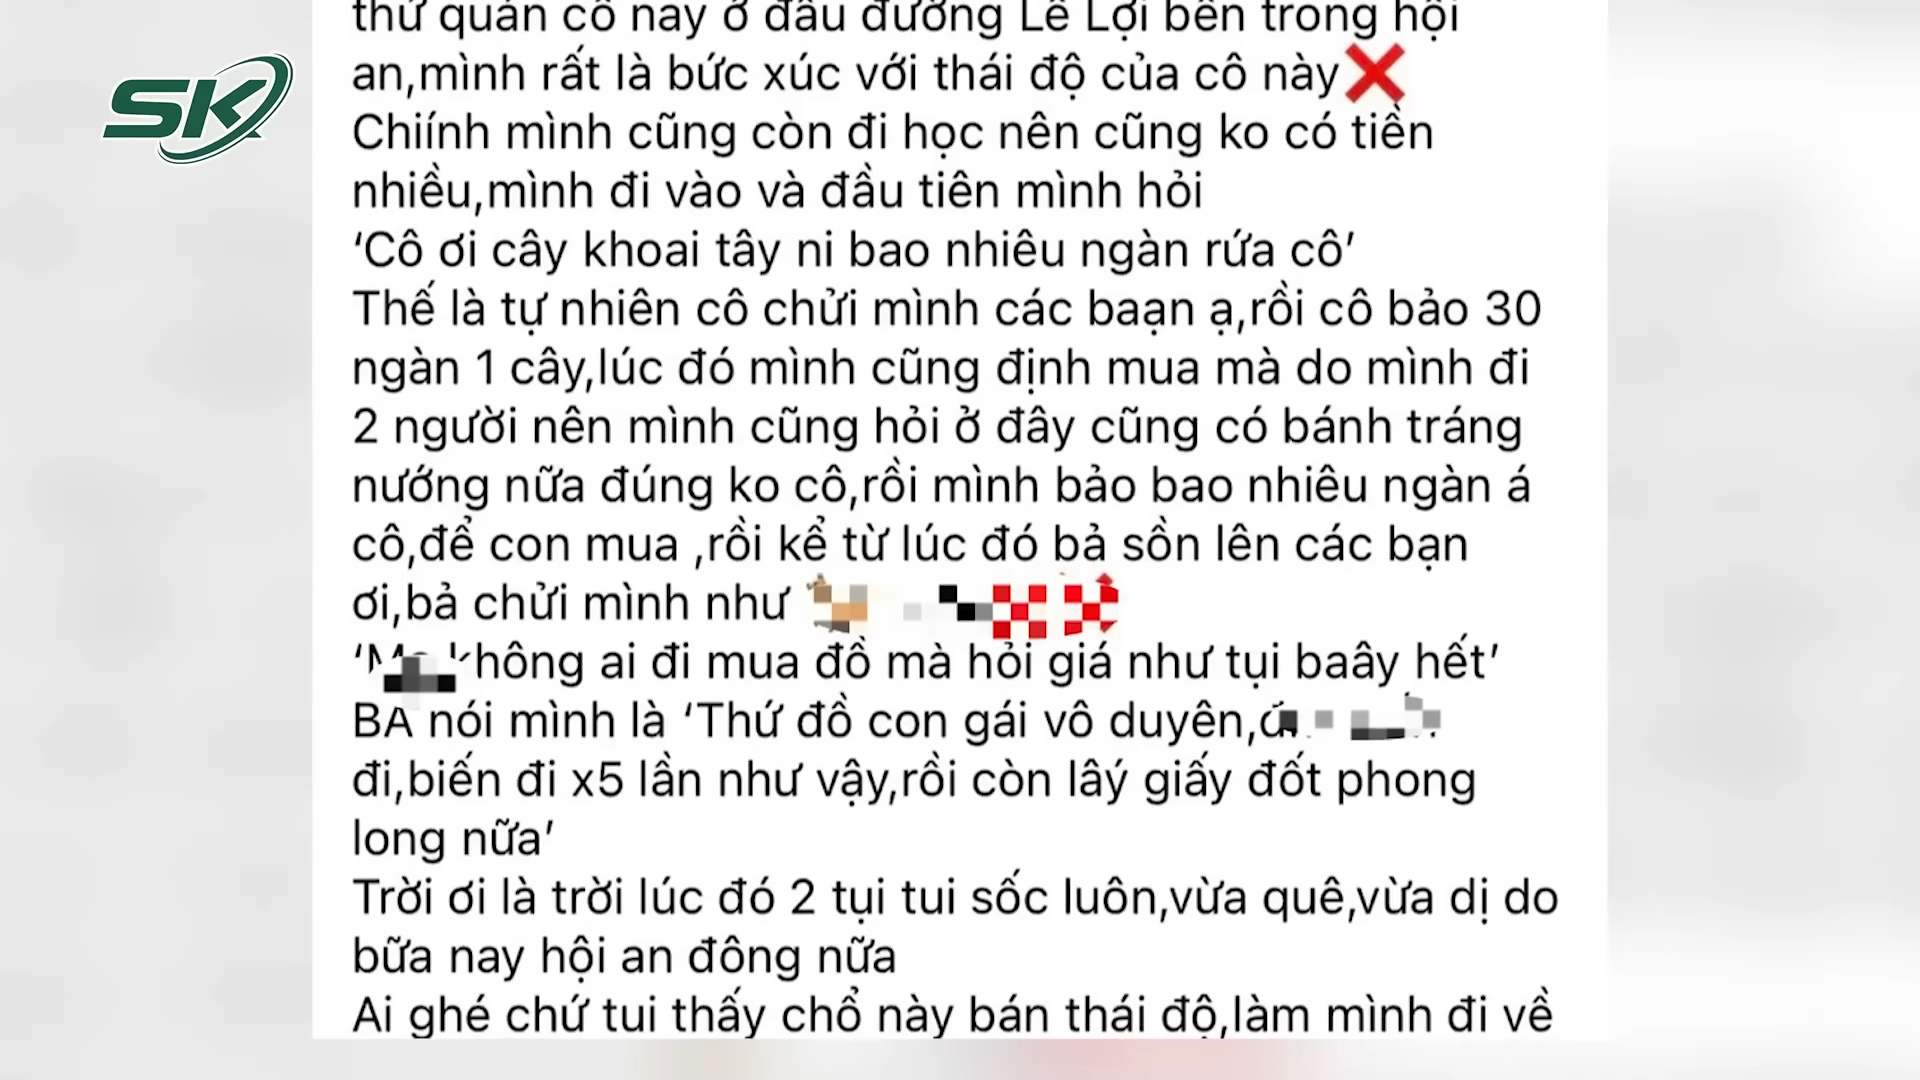 SK
thứ quán cô này ở đầu đường Lê Lợi bên trong hội
an,mình rất là bức xúc với thái độ của cô này❌
Chiính mình cũng còn đi học nên cũng ko có tiền
nhiều,mình đi vào và đầu tiên mình hỏi
‘Cô ơi cây khoai tây ni bao nhiêu ngàn rứa cô’
Thế là tự nhiên cô chửi mình các baạn ạ,rồi cô bảo 30
ngàn 1 cây,lúc đó mình cũng định mua mà do mình đi
2 người nên mình cũng hỏi ở đây cũng có bánh tráng
nướng nữa đúng ko cô,rồi mình bảo bao nhiêu ngàn á
cô,để con mua ,rồi kể từ lúc đó bả sồn lên các bạn
ơi,bả chửi mình như
không ai đi mua đồ mà hỏi giá như tụi baây hết’
BA nói mình là ‘Thứ đồ con gái vô duyên,
đi,biến đi x5 lần như vậy,rồi còn lâý giấy đốt phong
long nữa’
Trời ơi là trời lúc đó 2 tụi tui sốc luôn,vừa quê,vừa dị do
bữa nay hội an đông nữa
Ai ghé chứ tui thấy chổ này bán thái độ,làm mình đi về